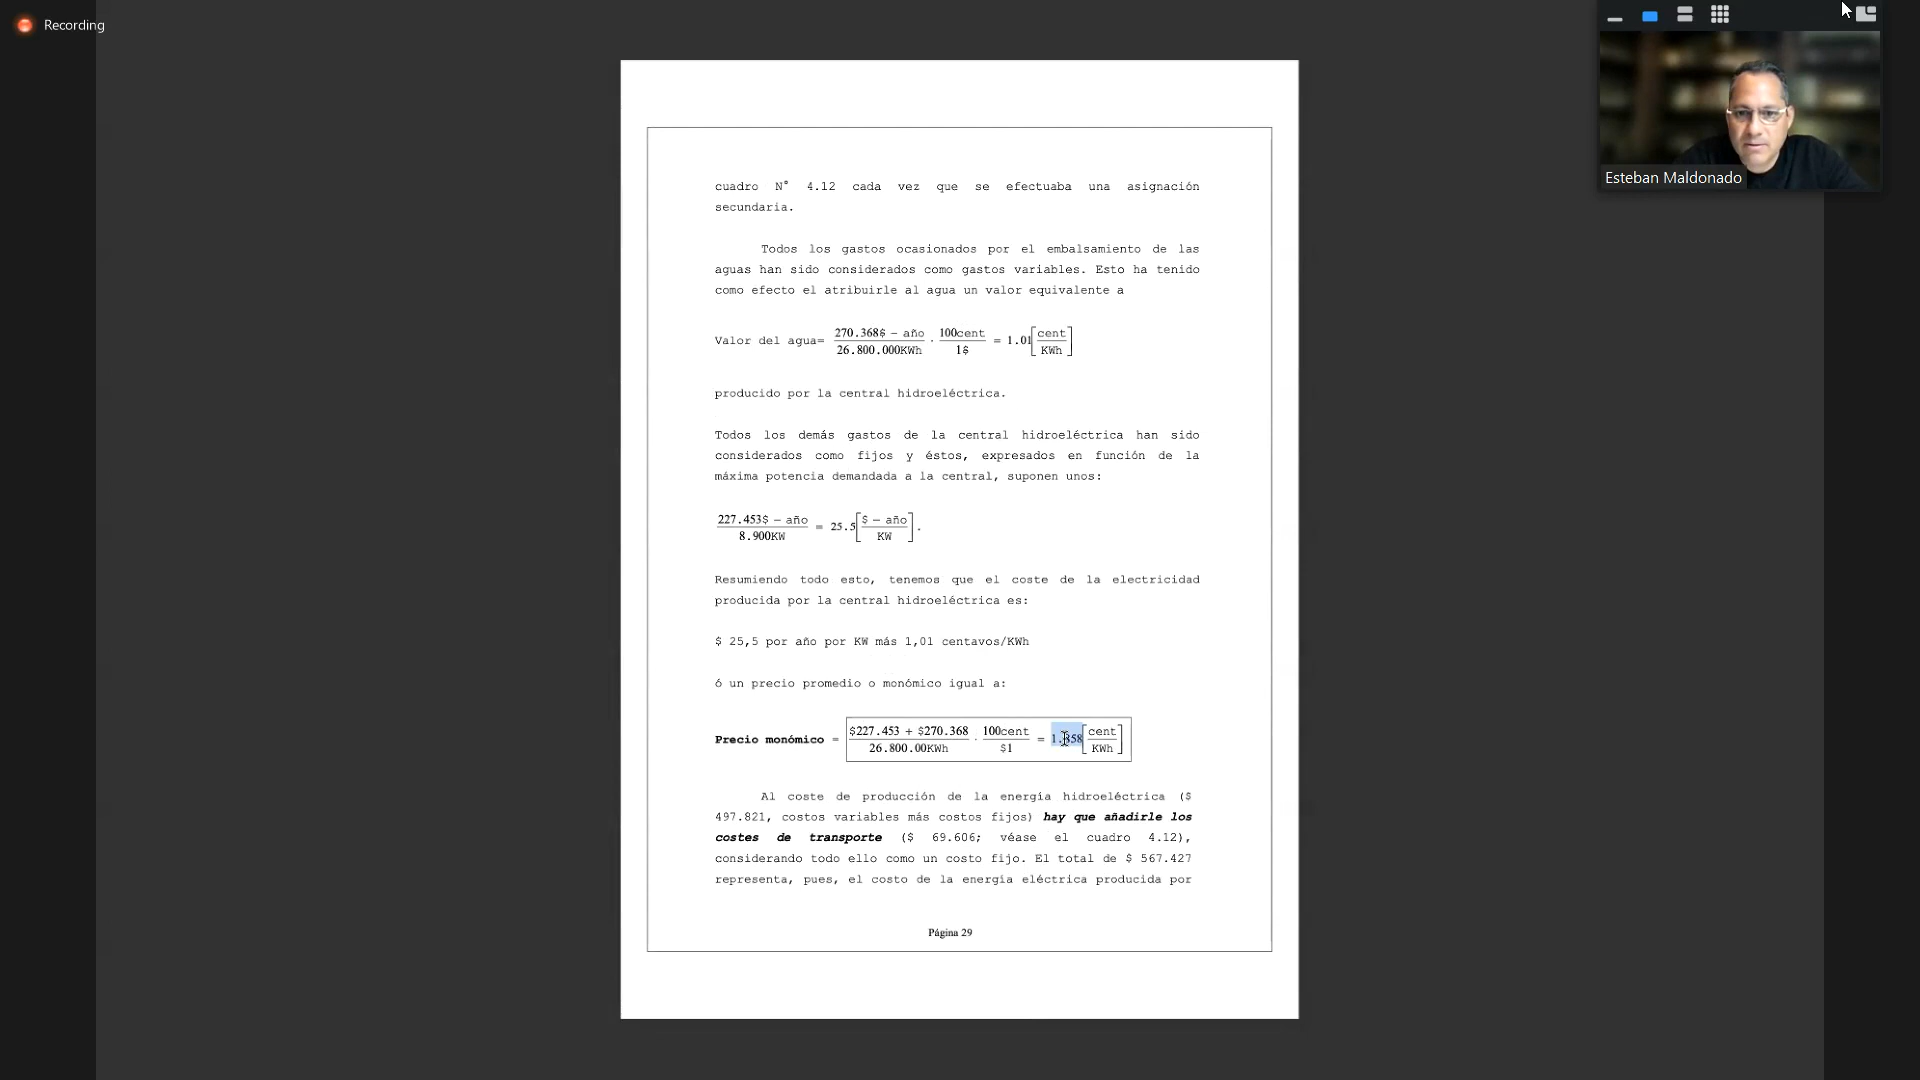 Recording
Esteban Maldonado
cuadro N° 4.12 cada vez que se efectuaba una asignación
secundaria.
Todos los gastos ocasionados por el embalsamiento de las
aguas han sido considerados como gastos variables. Esto ha tenido
como efecto el atribuirle al agua un valor equivalente a
Valor del agua= 270.368$ – año / 26.800.000KWh · 100cent / 1$ = 1.01 [cent / KWh]
producido por la central hidroeléctrica.
Todos los demás gastos de la central hidroeléctrica han sido
considerados como fijos y éstos, expresados en función de la
máxima potencia demandada a la central, suponen unos:
227.453$ – año / 8.900KW = 25.5 [$ – año / KW].
Resumiendo todo esto, tenemos que el coste de la electricidad
producida por la central hidroeléctrica es:
$ 25,5 por año por KW más 1,01 centavos/KWh
ó un precio promedio o monómico igual a:
Precio monómico = $227.453 + $270.368 / 26.800.00KWh · 100cent / $1 = [cent / KWh]
Al coste de producción de la energía hidroeléctrica ($
497.821, costos variables más costos fijos) hay que añadirle los
costes de transporte ($ 69.606; véase el cuadro 4.12),
considerando todo ello como un costo fijo. El total de $ 567.427
representa, pues, el costo de la energía eléctrica producida por
Página 29